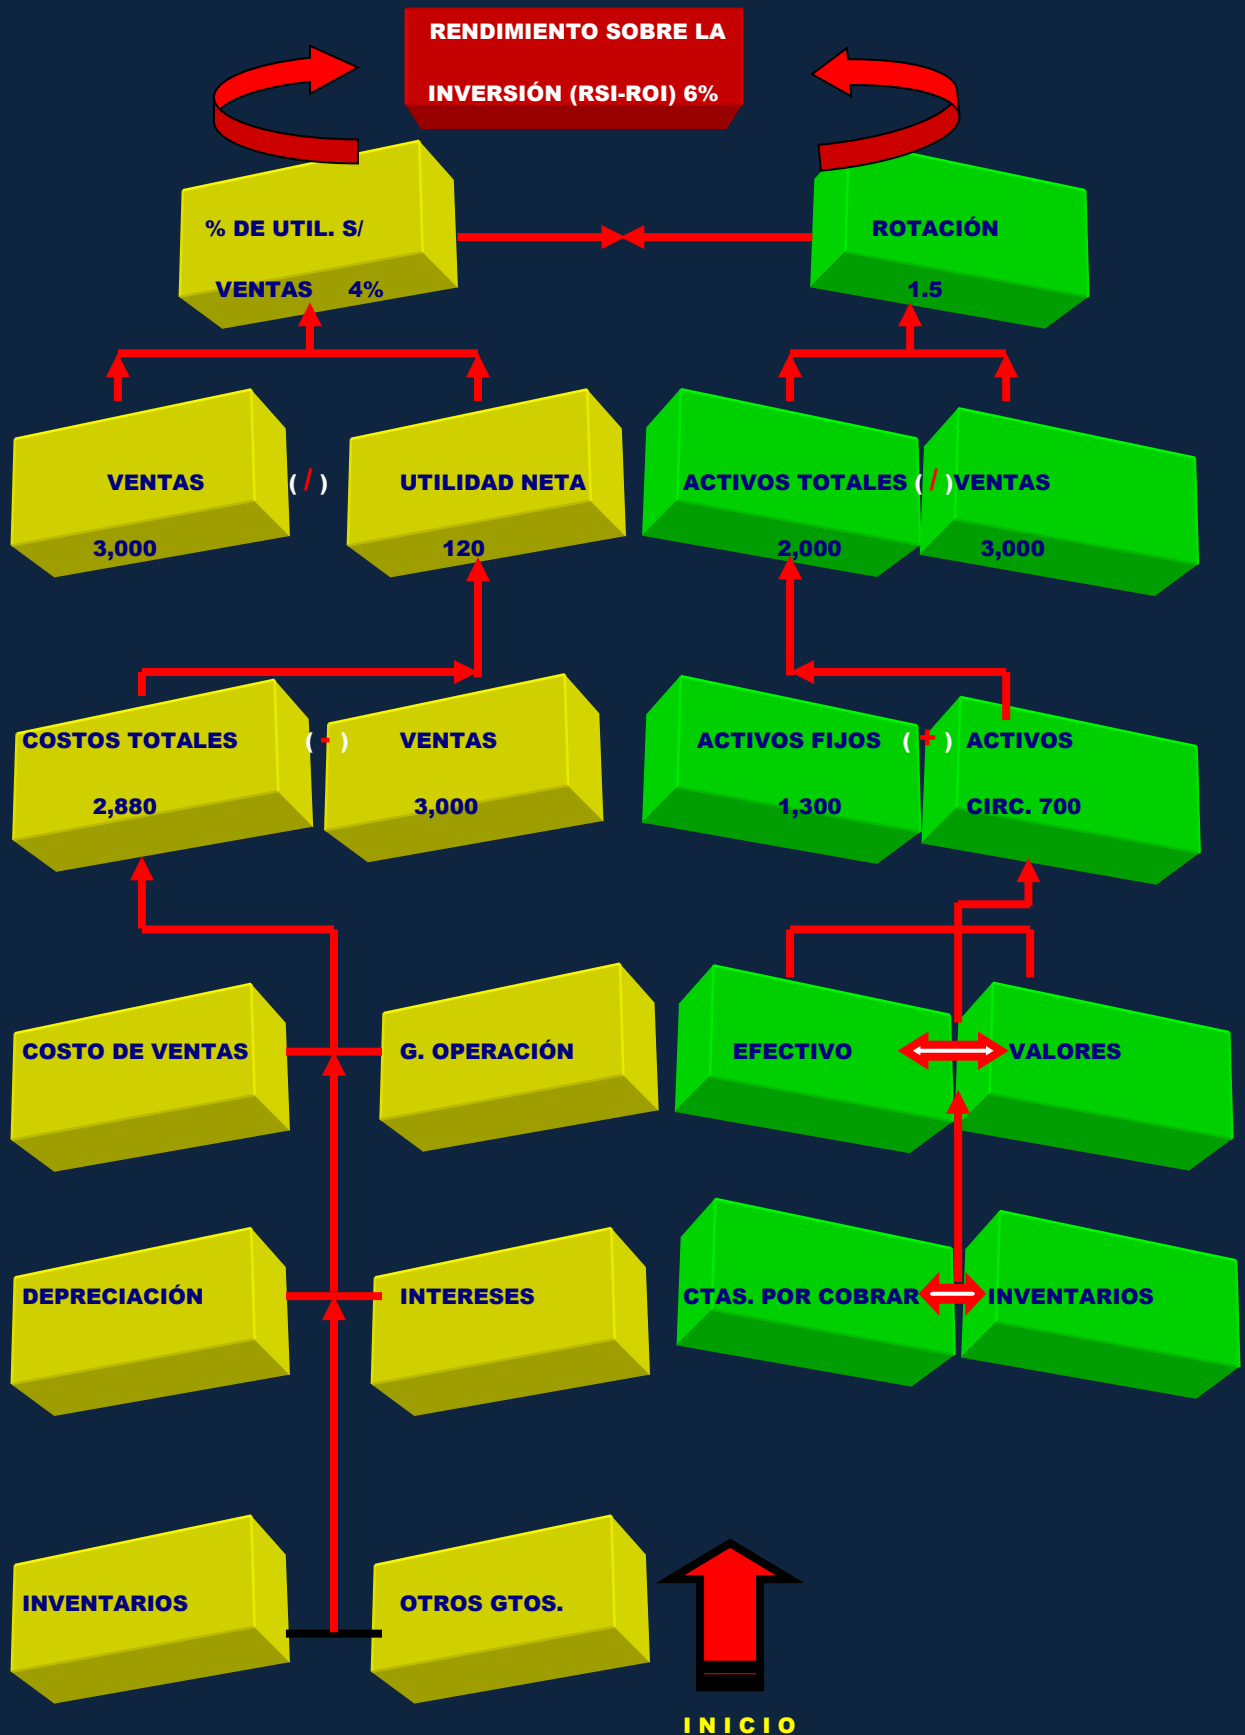 RENDIMIENTO SOBRE LA
INVERSIÓN (RSI-ROI) 6%
% DE UTIL. S/
VENTAS 4%
ROTACIÓN
1.5
VENTAS ( / ) UTILIDAD NETA
3,000 120
ACTIVOS TOTALES ( / ) VENTAS
2,000 3,000
COSTOS TOTALES ( - ) VENTAS
2,880 3,000
ACTIVOS FIJOS ( + ) ACTIVOS
1,300 CIRC. 700
COSTO DE VENTAS G. OPERACIÓN
EFECTIVO VALORES
DEPRECIACIÓN INTERESES
CTAS. POR COBRAR INVENTARIOS
INVENTARIOS OTROS GTOS.
INICIO